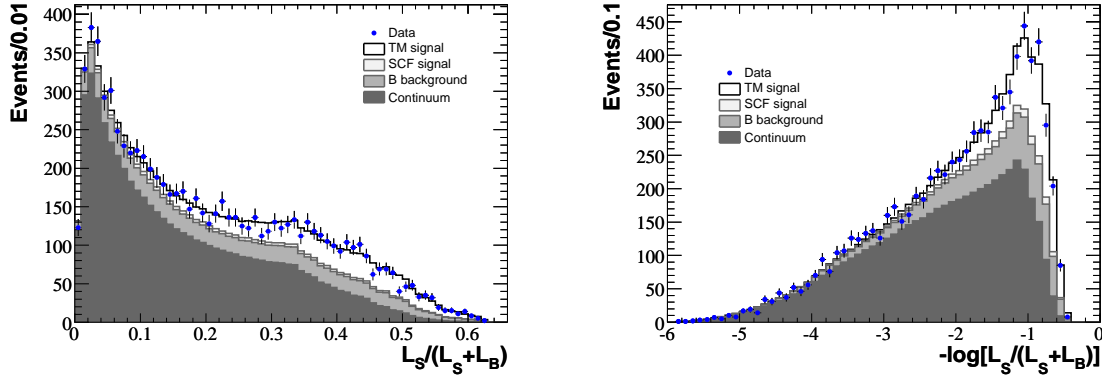 Events/0.01
400
350
300
250
200
150
100
50
0
Data
TM signal
SCF signal
B background
Continuum
0 0.1 0.2 0.3 0.4 0.5 0.6
L_S/(L_S+L_B)
Events/0.1
450
400
350
300
250
200
150
100
50
0
Data
TM signal
SCF signal
B background
Continuum
-6 -5 -4 -3 -2 -1 0
-log[L_S/(L_S+L_B)]